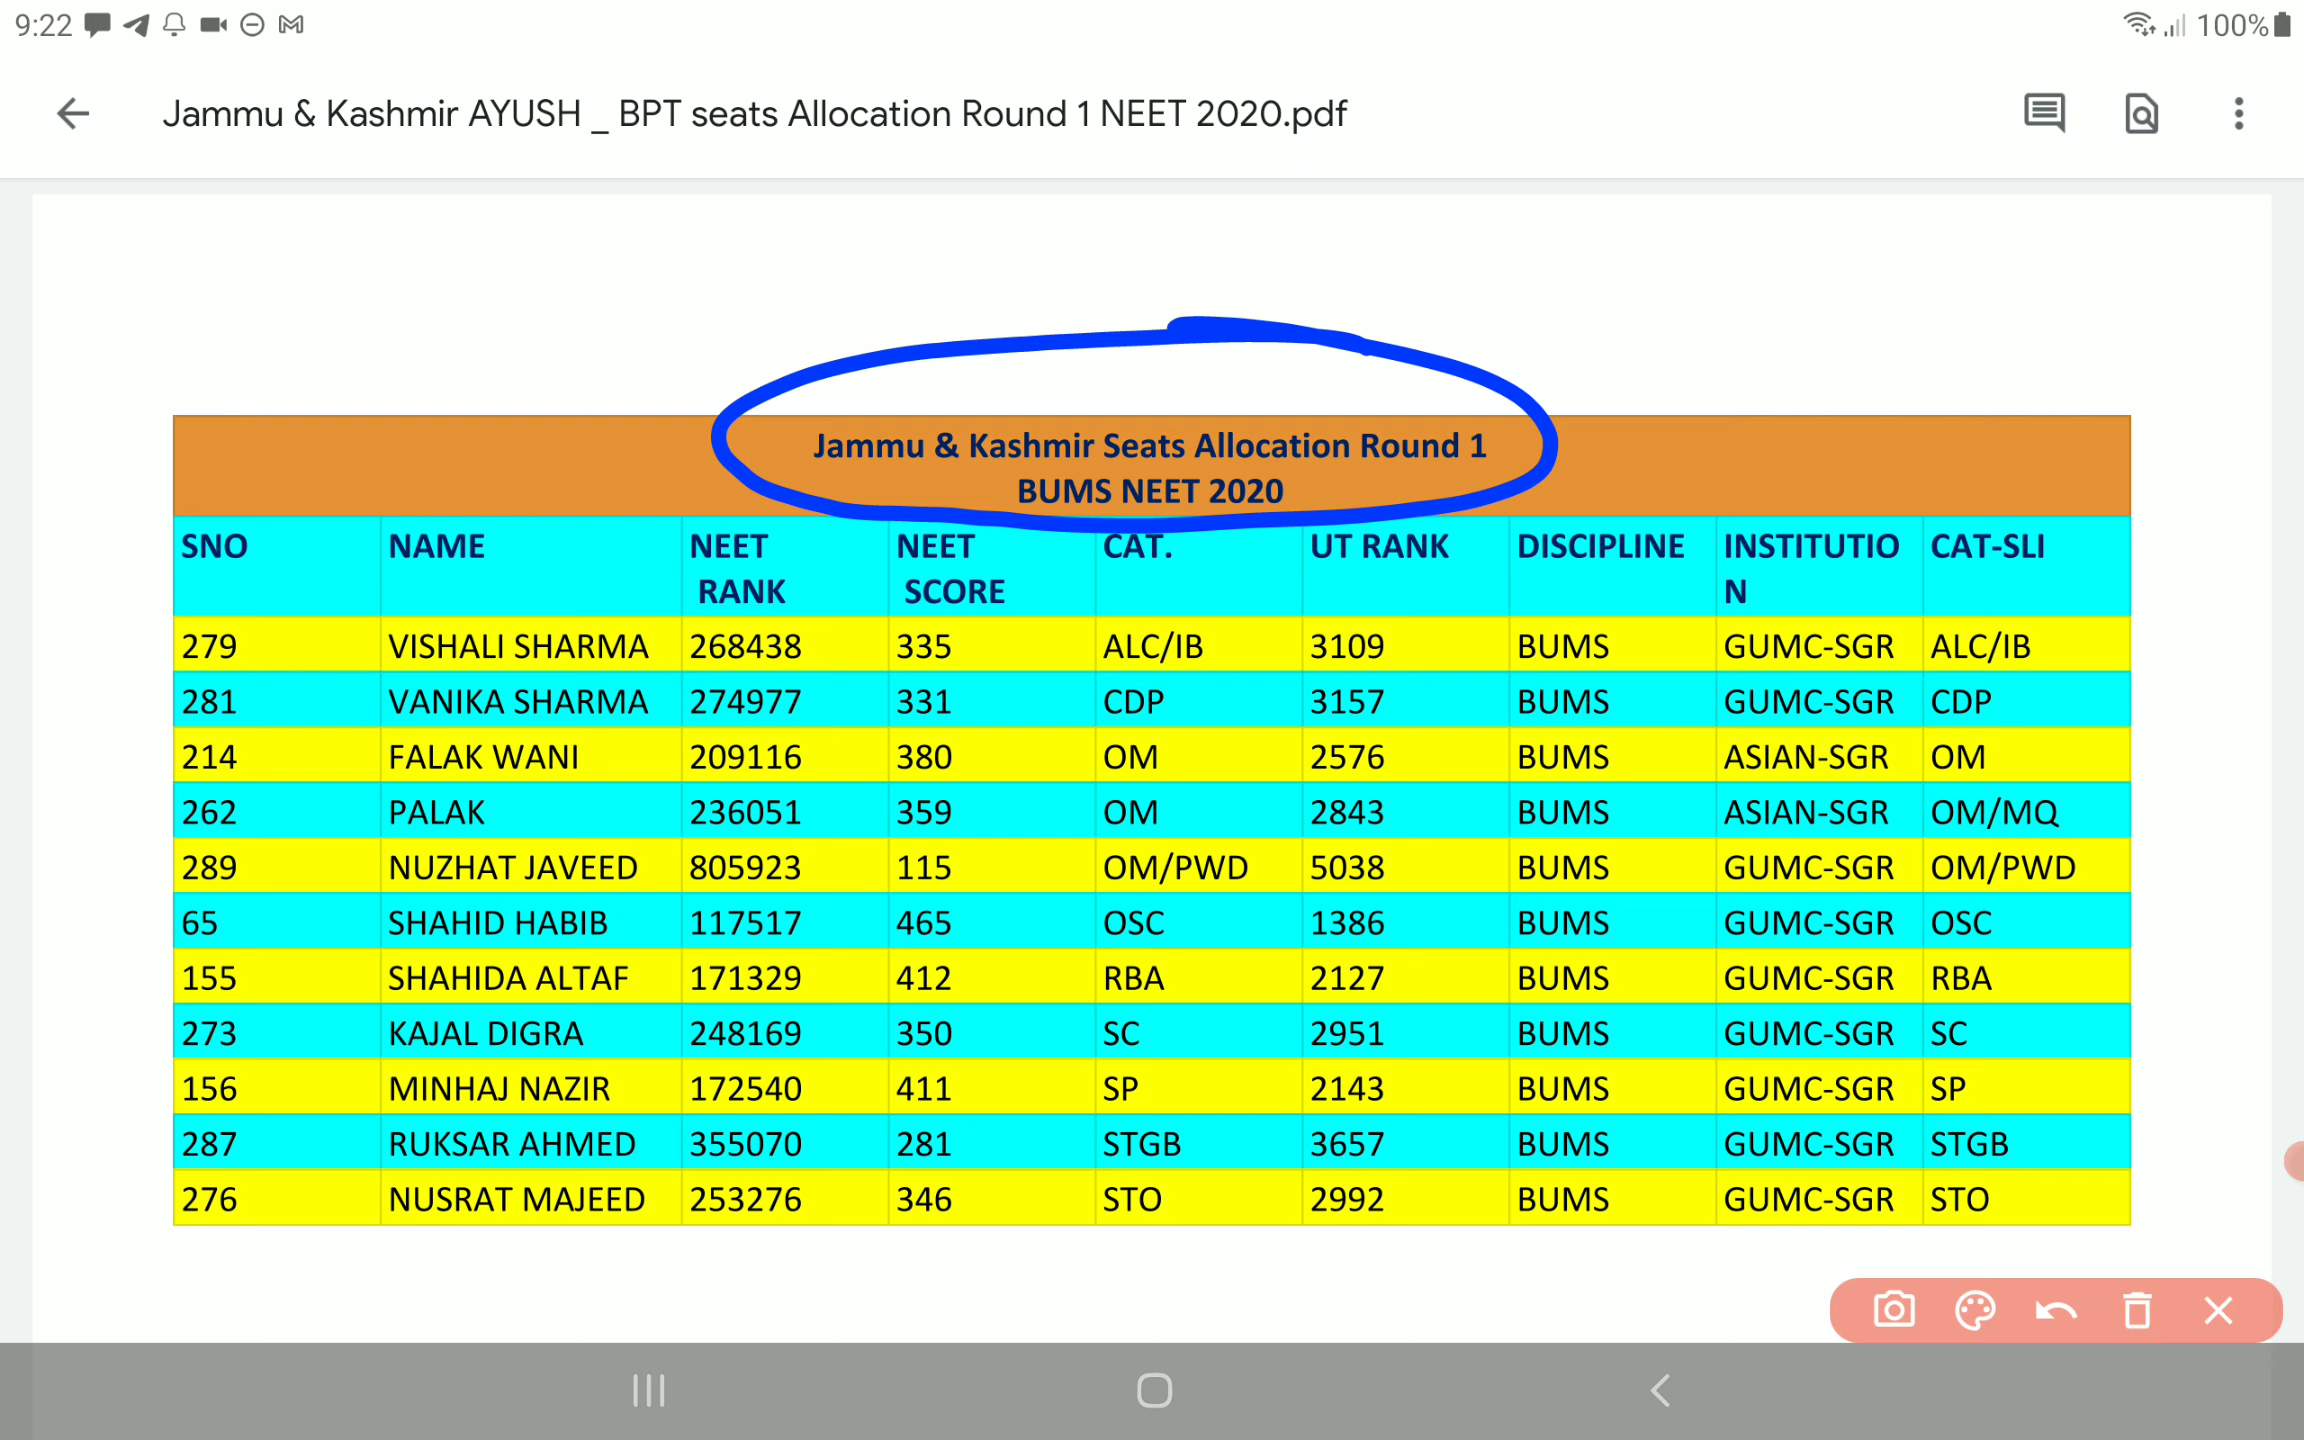 9:22
100%
Jammu & Kashmir AYUSH _ BPT seats Allocation Round 1 NEET 2020.pdf
Jammu & Kashmir Seats Allocation Round 1
BUMS NEET 2020
SNO NAME NEET RANK NEET SCORE CAT. UT RANK DISCIPLINE INSTITUTION CAT-SLI
279 VISHALI SHARMA 268438 335 ALC/IB 3109 BUMS GUMC-SGR ALC/IB
281 VANIKA SHARMA 274977 331 CDP 3157 BUMS GUMC-SGR CDP
214 FALAK WANI 209116 380 OM 2576 BUMS ASIAN-SGR OM
262 PALAK 236051 359 OM 2843 BUMS ASIAN-SGR OM/MQ
289 NUZHAT JAVEED 805923 115 OM/PWD 5038 BUMS GUMC-SGR OM/PWD
65 SHAHID HABIB 117517 465 OSC 1386 BUMS GUMC-SGR OSC
155 SHAHIDA ALTAF 171329 412 RBA 2127 BUMS GUMC-SGR RBA
273 KAJAL DIGRA 248169 350 SC 2951 BUMS GUMC-SGR SC
156 MINHAJ NAZIR 172540 411 SP 2143 BUMS GUMC-SGR SP
287 RUKSAR AHMED 355070 281 STGB 3657 BUMS GUMC-SGR STGB
276 NUSRAT MAJEED 253276 346 STO 2992 BUMS GUMC-SGR STO